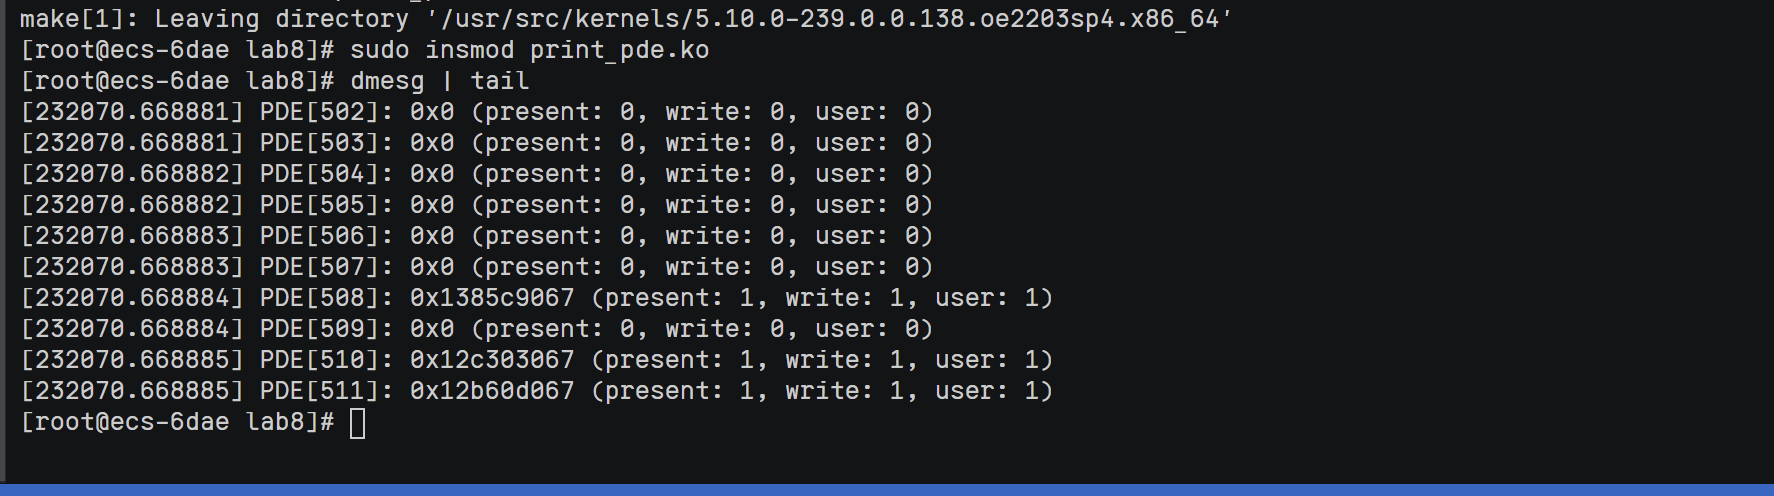 make[1]: Leaving directory '/usr/src/kernels/5.10.0-239.0.0.138.oe2203sp4.x86_64'
[root@ecs-6dae lab8]# sudo insmod print_pde.ko
[root@ecs-6dae lab8]# dmesg | tail
[232070.668881] PDE[502]: 0x0 (present: 0, write: 0, user: 0)
[232070.668881] PDE[503]: 0x0 (present: 0, write: 0, user: 0)
[232070.668882] PDE[504]: 0x0 (present: 0, write: 0, user: 0)
[232070.668882] PDE[505]: 0x0 (present: 0, write: 0, user: 0)
[232070.668883] PDE[506]: 0x0 (present: 0, write: 0, user: 0)
[232070.668883] PDE[507]: 0x0 (present: 0, write: 0, user: 0)
[232070.668884] PDE[508]: 0x1385c9067 (present: 1, write: 1, user: 1)
[232070.668884] PDE[509]: 0x0 (present: 0, write: 0, user: 0)
[232070.668885] PDE[510]: 0x12c303067 (present: 1, write: 1, user: 1)
[232070.668885] PDE[511]: 0x12b60d067 (present: 1, write: 1, user: 1)
[root@ecs-6dae lab8]#